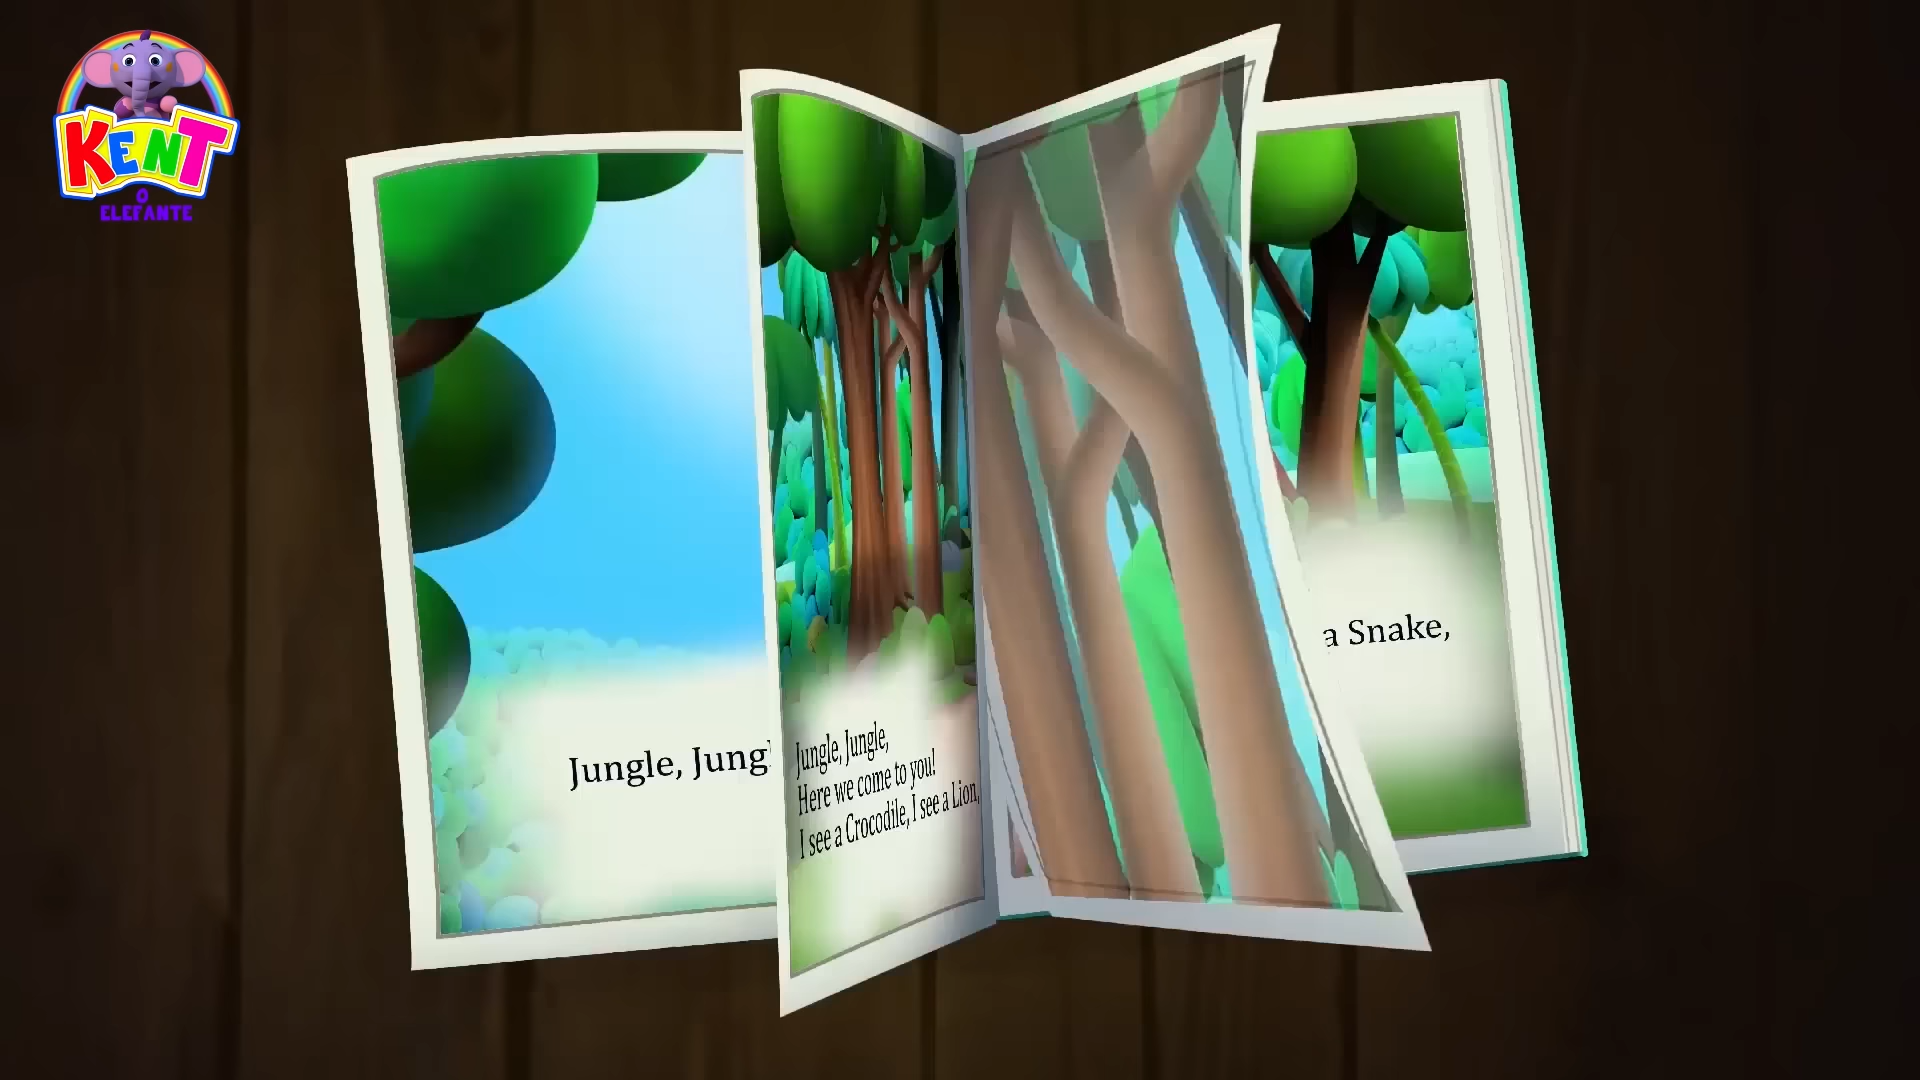 KENT
O
ELEFANTE
Jungle, Jungl
Jungle, Jungle,
Here we come to you!
I see a Crocodile, I see a Lion,
a Snake,